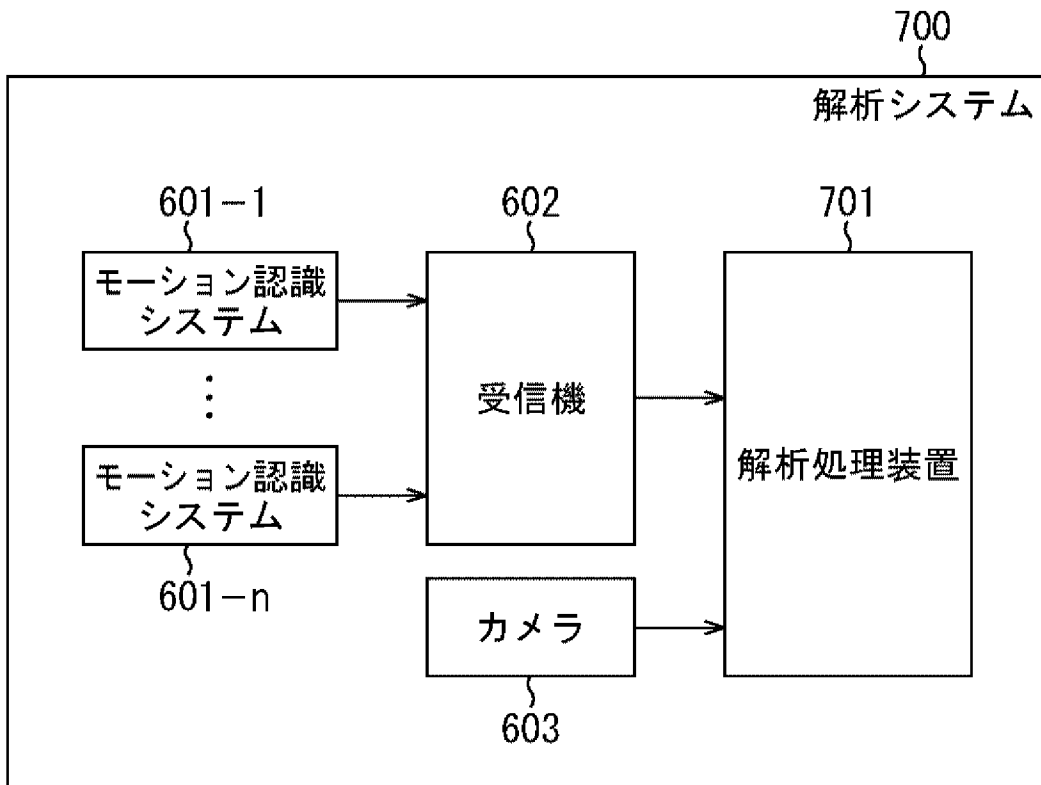 700
解析システム
601-1
モーション認識
システム
⋮
モーション認識
システム
601-n
602
受信機
カメラ
603
701
解析処理装置